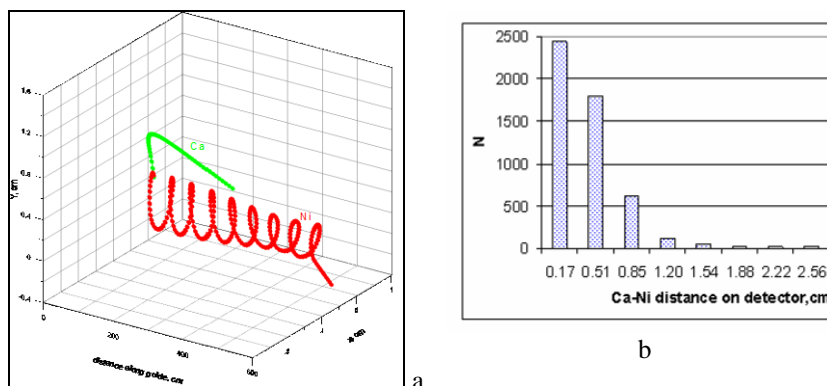 1.6
1.2
0.8
0.4
0
-0.4
Y, cm
Ca
Ni
0
200
400
600
distance along guide, cm
a
2500
2000
1500
1000
500
0
N
0.17 0.51 0.85 1.20 1.54 1.88 2.22 2.56
Ca-Ni distance on detector,cm
b